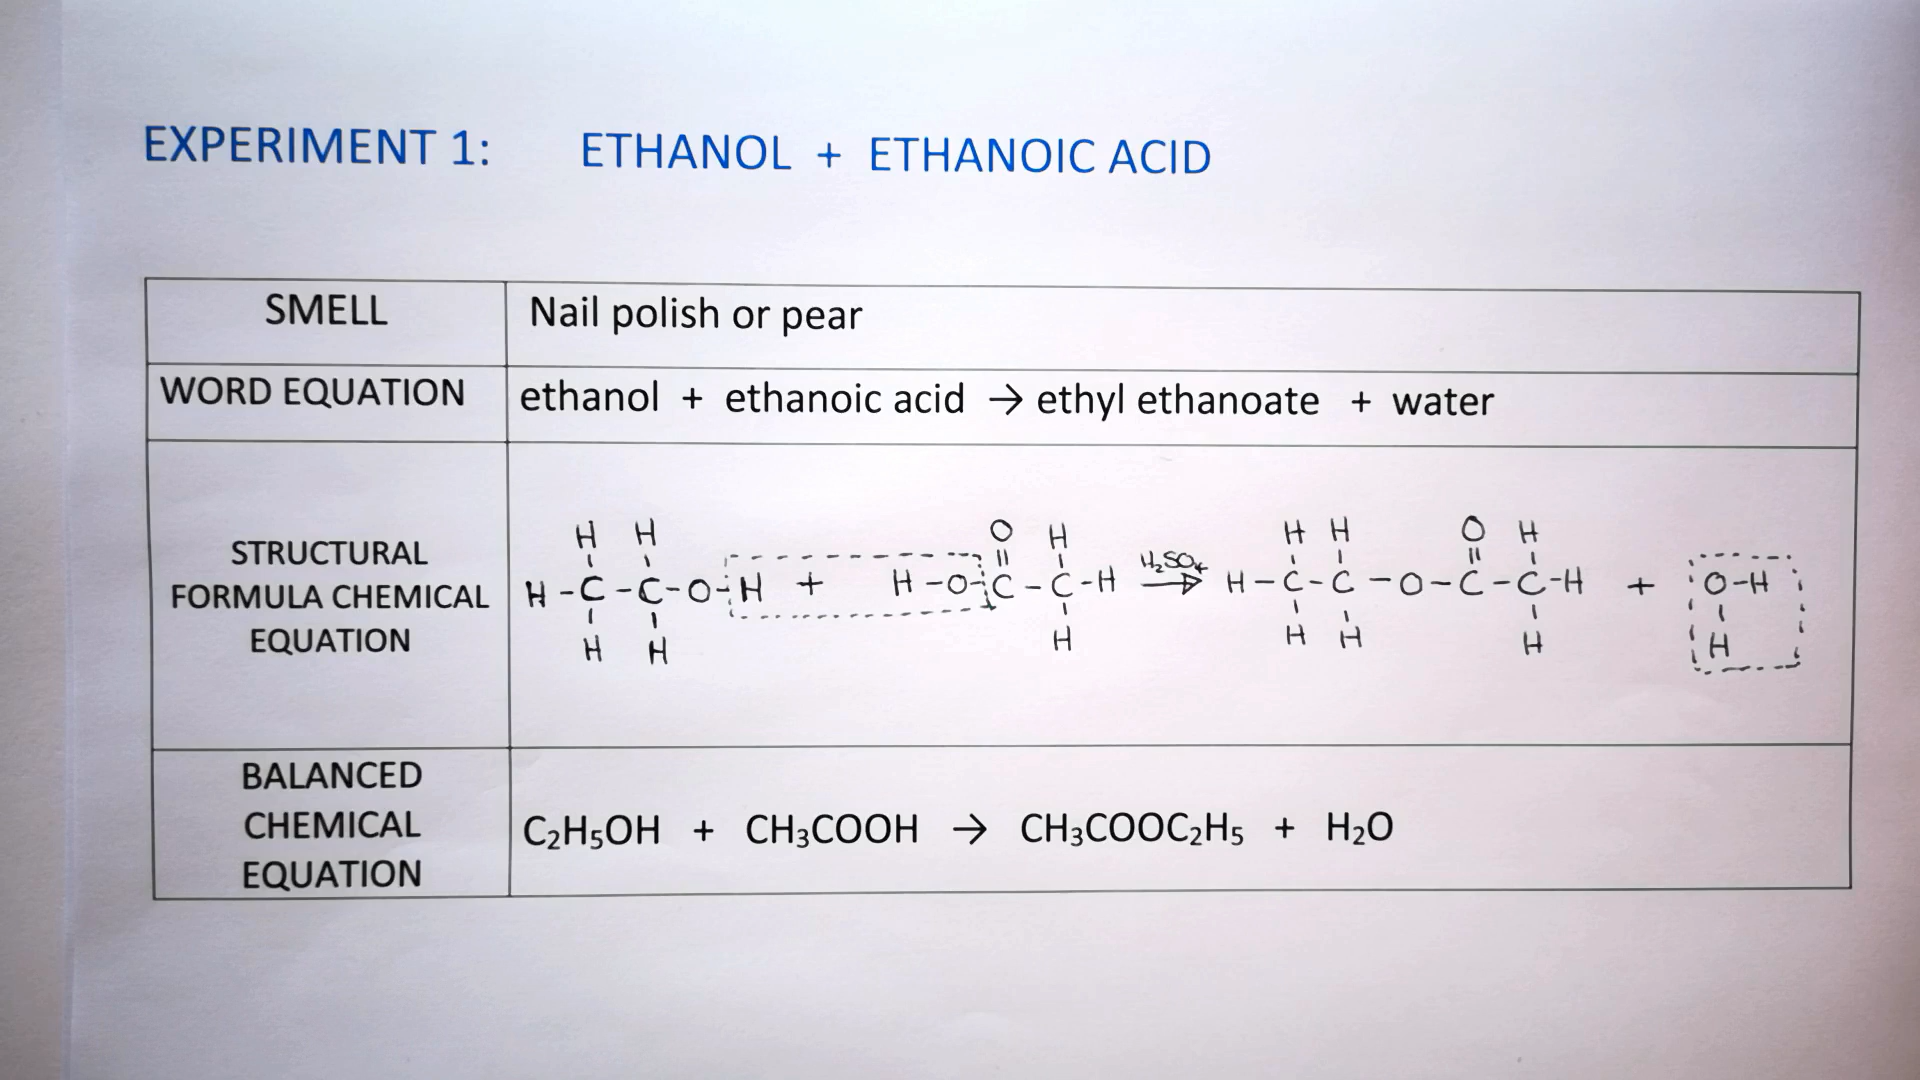 EXPERIMENT 1: ETHANOL + ETHANOIC ACID
SMELL Nail polish or pear
WORD EQUATION ethanol + ethanoic acid → ethyl ethanoate + water
STRUCTURAL
FORMULA CHEMICAL
EQUATION
H H O H H H O H
H-C-C-O-H + H-O-C-C-H H₂SO₄ → H-C-C-O-C-C-H + O-H
H H H H H H H
BALANCED
CHEMICAL
EQUATION
C₂H₅OH + CH₃COOH → CH₃COOC₂H₅ + H₂O